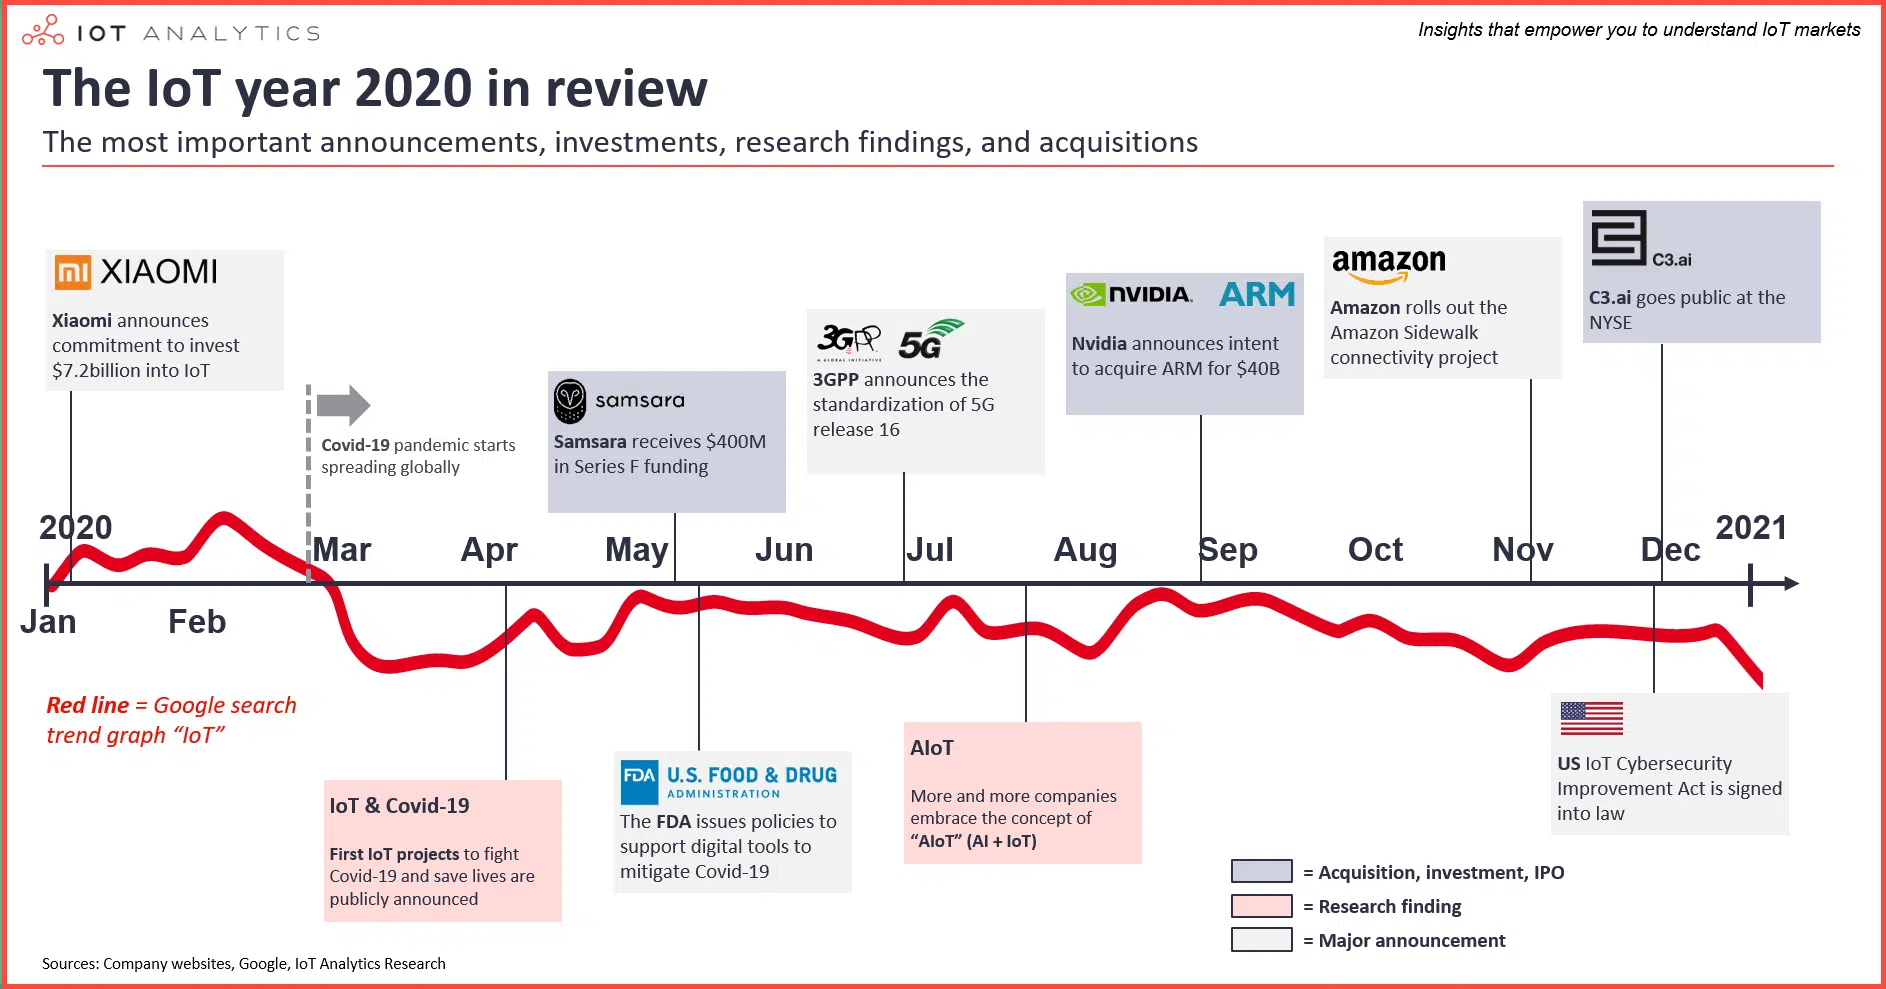 IOT ANALYTICS
Insights that empower you to understand IoT markets
The IoT year 2020 in review
The most important announcements, investments, research findings, and acquisitions
mi XIAOMI
Xiaomi announces
commitment to invest
$7.2billion into IoT
Covid-19 pandemic starts
spreading globally
samsara
Samsara receives $400M
in Series F funding
3GPP 5G
A GLOBAL INITIATIVE
3GPP announces the
standardization of 5G
release 16
NVIDIA. ARM
Nvidia announces intent
to acquire ARM for $40B
amazon
Amazon rolls out the
Amazon Sidewalk
connectivity project
C3.ai
C3.ai goes public at the
NYSE
2020
Mar Apr May Jun Jul Aug Sep Oct Nov Dec
2021
Jan Feb
Red line = Google search
trend graph “IoT”
IoT & Covid-19
First IoT projects to fight
Covid-19 and save lives are
publicly announced
FDA U.S. FOOD & DRUG
ADMINISTRATION
The FDA issues policies to
support digital tools to
mitigate Covid-19
AIoT
More and more companies
embrace the concept of
“AIoT” (AI + IoT)
US IoT Cybersecurity
Improvement Act is signed
into law
= Acquisition, investment, IPO
= Research finding
= Major announcement
Sources: Company websites, Google, IoT Analytics Research